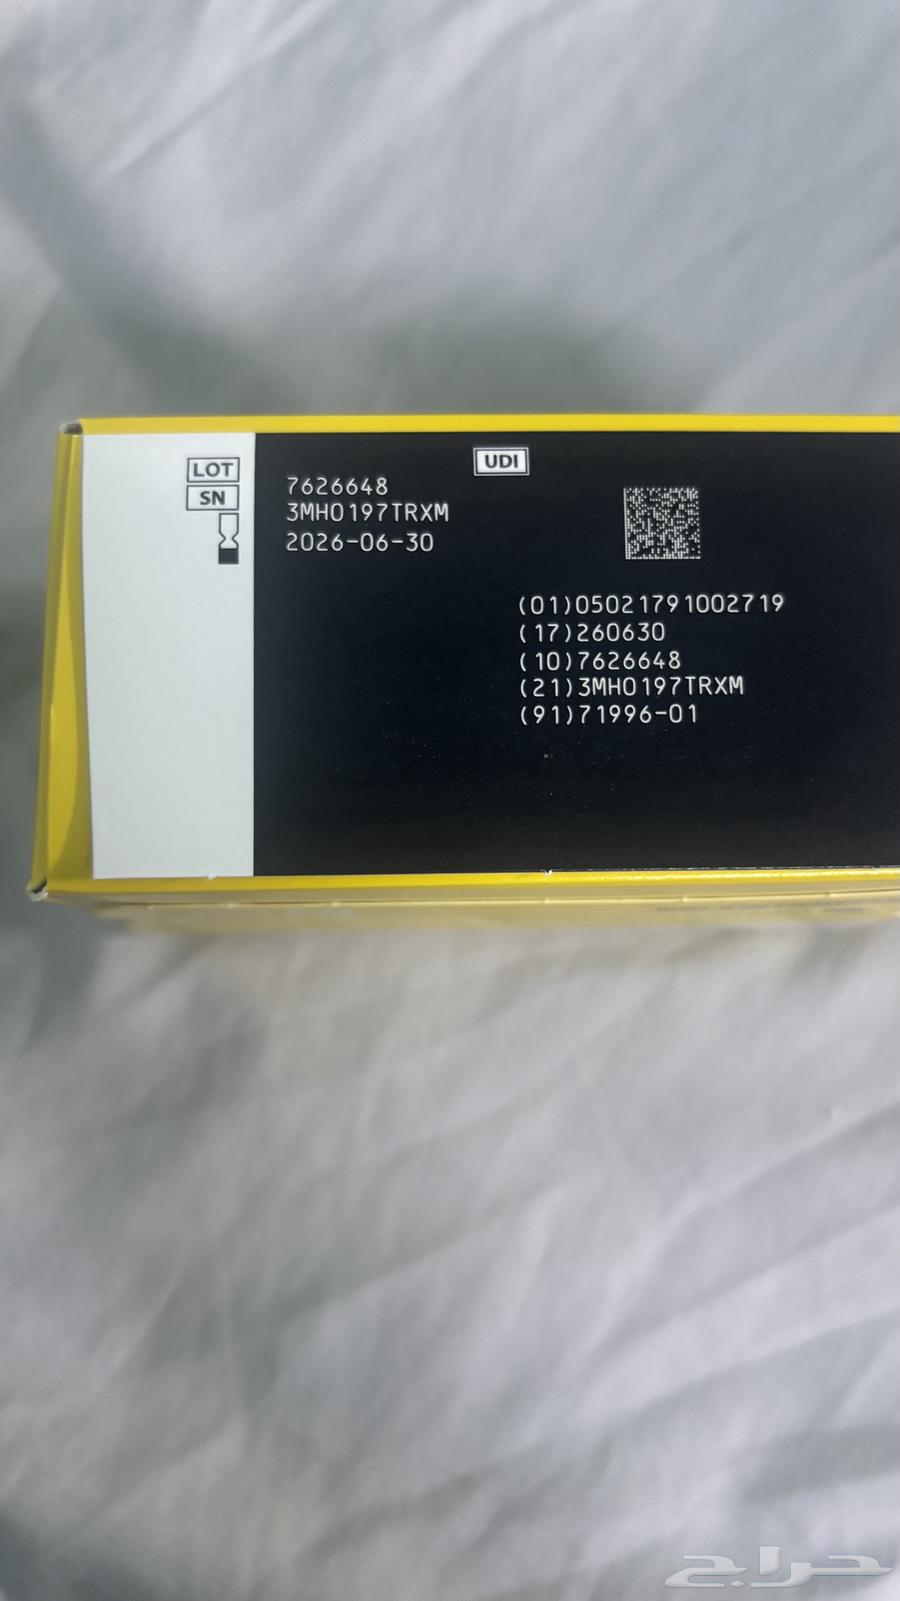 LOT
SN
7626648
3MH0197TRXM
2026-06-30
UDI
(01)05021791002719
(17)260630
(10)7626648
(21)3MH0197TRXM
(91)71996-01
حراج